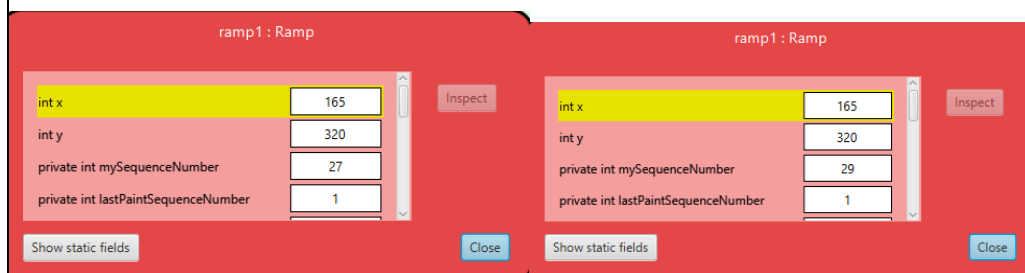 ramp1 : Ramp
int x 165
Inspect
int y 320
private int mySequenceNumber 27
private int lastPaintSequenceNumber 1
Show static fields
Close
ramp1 : Ramp
int x 165
Inspect
int y 320
private int mySequenceNumber 29
private int lastPaintSequenceNumber 1
Show static fields
Close